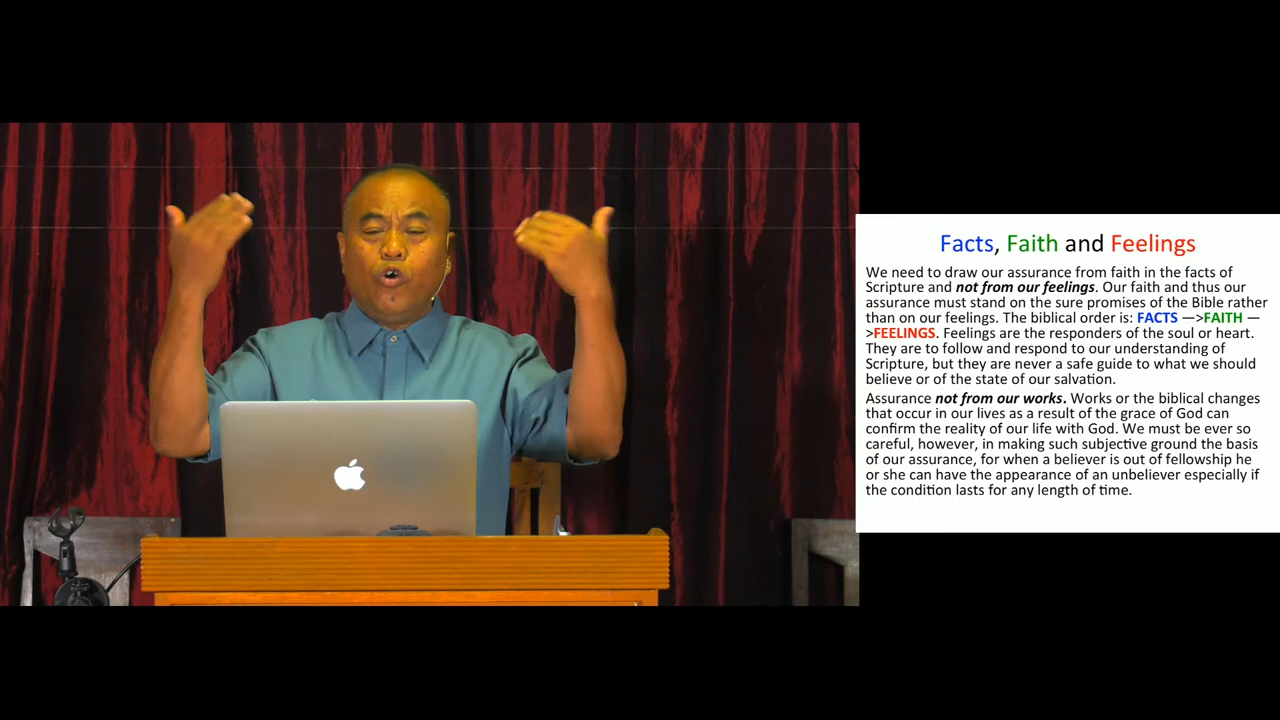 Facts, Faith and Feelings
We need to draw our assurance from faith in the facts of
Scripture and not from our feelings. Our faith and thus our
assurance must stand on the sure promises of the Bible rather
than on our feelings. The biblical order is: FACTS —>FAITH —
>FEELINGS. Feelings are the responders of the soul or heart.
They are to follow and respond to our understanding of
Scripture, but they are never a safe guide to what we should
believe or of the state of our salvation.
Assurance not from our works. Works or the biblical changes
that occur in our lives as a result of the grace of God can
confirm the reality of our life with God. We must be ever so
careful, however, in making such subjective ground the basis
of our assurance, for when a believer is out of fellowship he
or she can have the appearance of an unbeliever especially if
the condition lasts for any length of time.